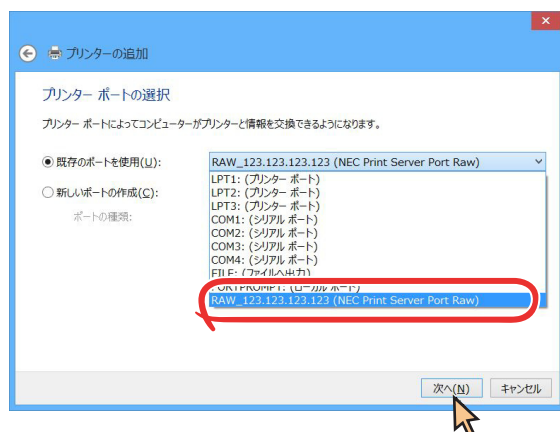 プリンターの追加
プリンター ポートの選択
プリンター ポートによってコンピューターがプリンターと情報を交換できるようになります。
既存のポートを使用(U):
RAW_123.123.123.123 (NEC Print Server Port Raw)
新しいポートの作成(C):
ポートの種類:
LPT1: (プリンター ポート)
LPT2: (プリンター ポート)
LPT3: (プリンター ポート)
COM1: (シリアル ポート)
COM2: (シリアル ポート)
COM3: (シリアル ポート)
COM4: (シリアル ポート)
FILE: (ファイルへ出力)
PORTPROMPT: (ローカル ポート)
RAW_123.123.123.123 (NEC Print Server Port Raw)
次へ(N)
キャンセル